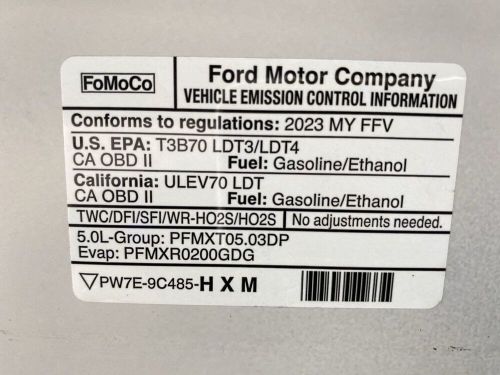 FoMoCo
Ford Motor Company
VEHICLE EMISSION CONTROL INFORMATION
Conforms to regulations: 2023 MY FFV
U.S. EPA: T3B70 LDT3/LDT4
CA OBD II Fuel: Gasoline/Ethanol
California: ULEV70 LDT
CA OBD II Fuel: Gasoline/Ethanol
TWC/DFI/SFI/WR-HO2S/HO2S No adjustments needed.
5.0L-Group: PFMXT05.03DP
Evap: PFMXR0200GDG
▽PW7E-9C485-H X M